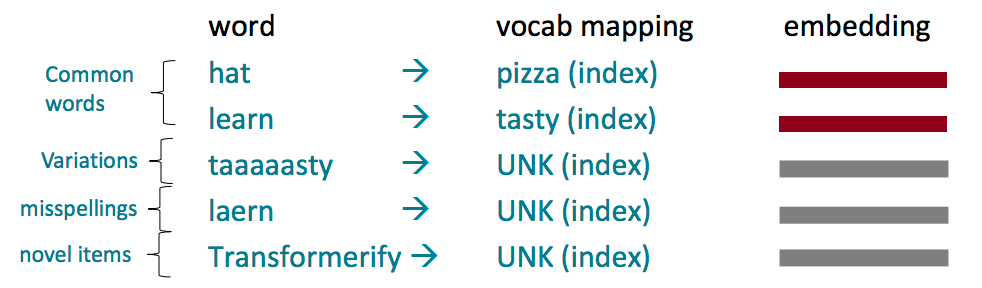 word vocab mapping embedding
Common words
hat → pizza (index)
learn → tasty (index)
Variations taaaaasty → UNK (index)
misspellings laern → UNK (index)
novel items Transformerify → UNK (index)